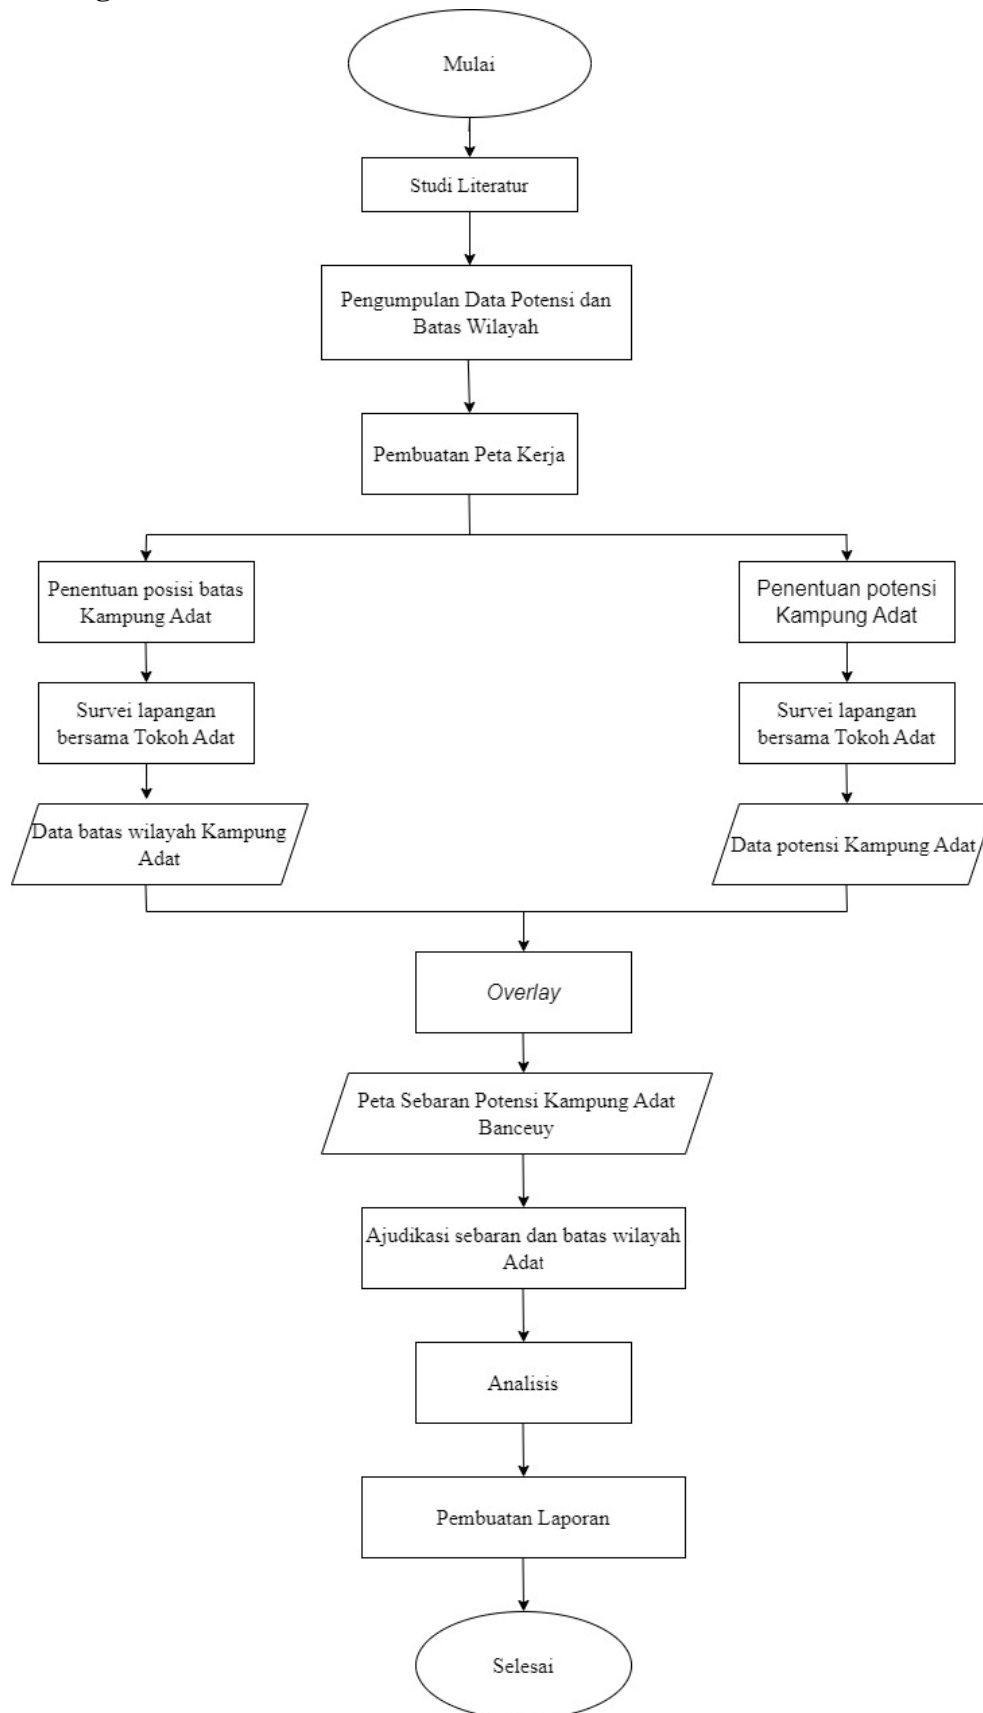 Mulai
Studi Literatur
Pengumpulan Data Potensi dan
Batas Wilayah
Pembuatan Peta Kerja
Penentuan posisi batas
Kampung Adat
Survei lapangan
bersama Tokoh Adat
Data batas wilayah Kampung
Adat
Penentuan potensi
Kampung Adat
Survei lapangan
bersama Tokoh Adat
Data potensi Kampung Adat
Overlay
Peta Sebaran Potensi Kampung Adat
Banceuy
Ajudikasi sebaran dan batas wilayah
Adat
Analisis
Pembuatan Laporan
Selesai